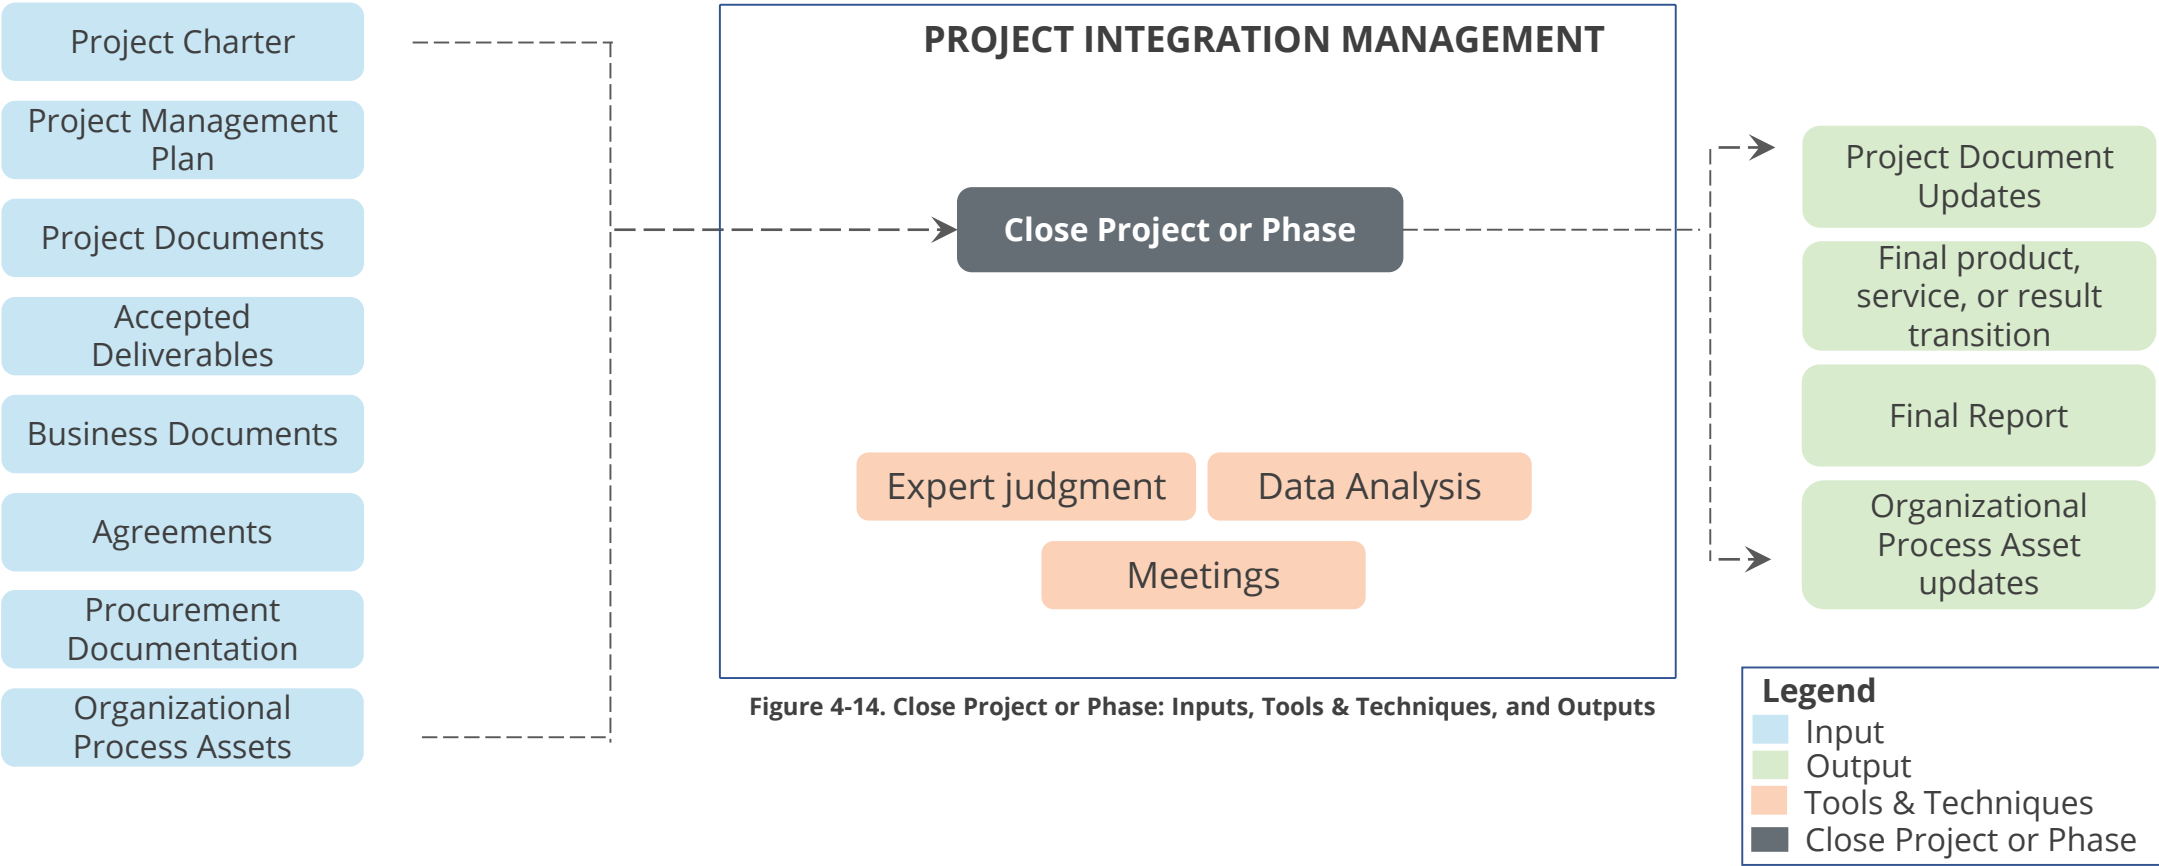 Project Charter
Project Management
Plan
Project Documents
Accepted
Deliverables
Business Documents
Agreements
Procurement
Documentation
Organizational
Process Assets
PROJECT INTEGRATION MANAGEMENT
Close Project or Phase
Expert judgment
Data Analysis
Meetings
Figure 4-14. Close Project or Phase: Inputs, Tools & Techniques, and Outputs
Project Document
Updates
Final product,
service, or result
transition
Final Report
Organizational
Process Asset
updates
Legend
Input
Output
Tools & Techniques
Close Project or Phase